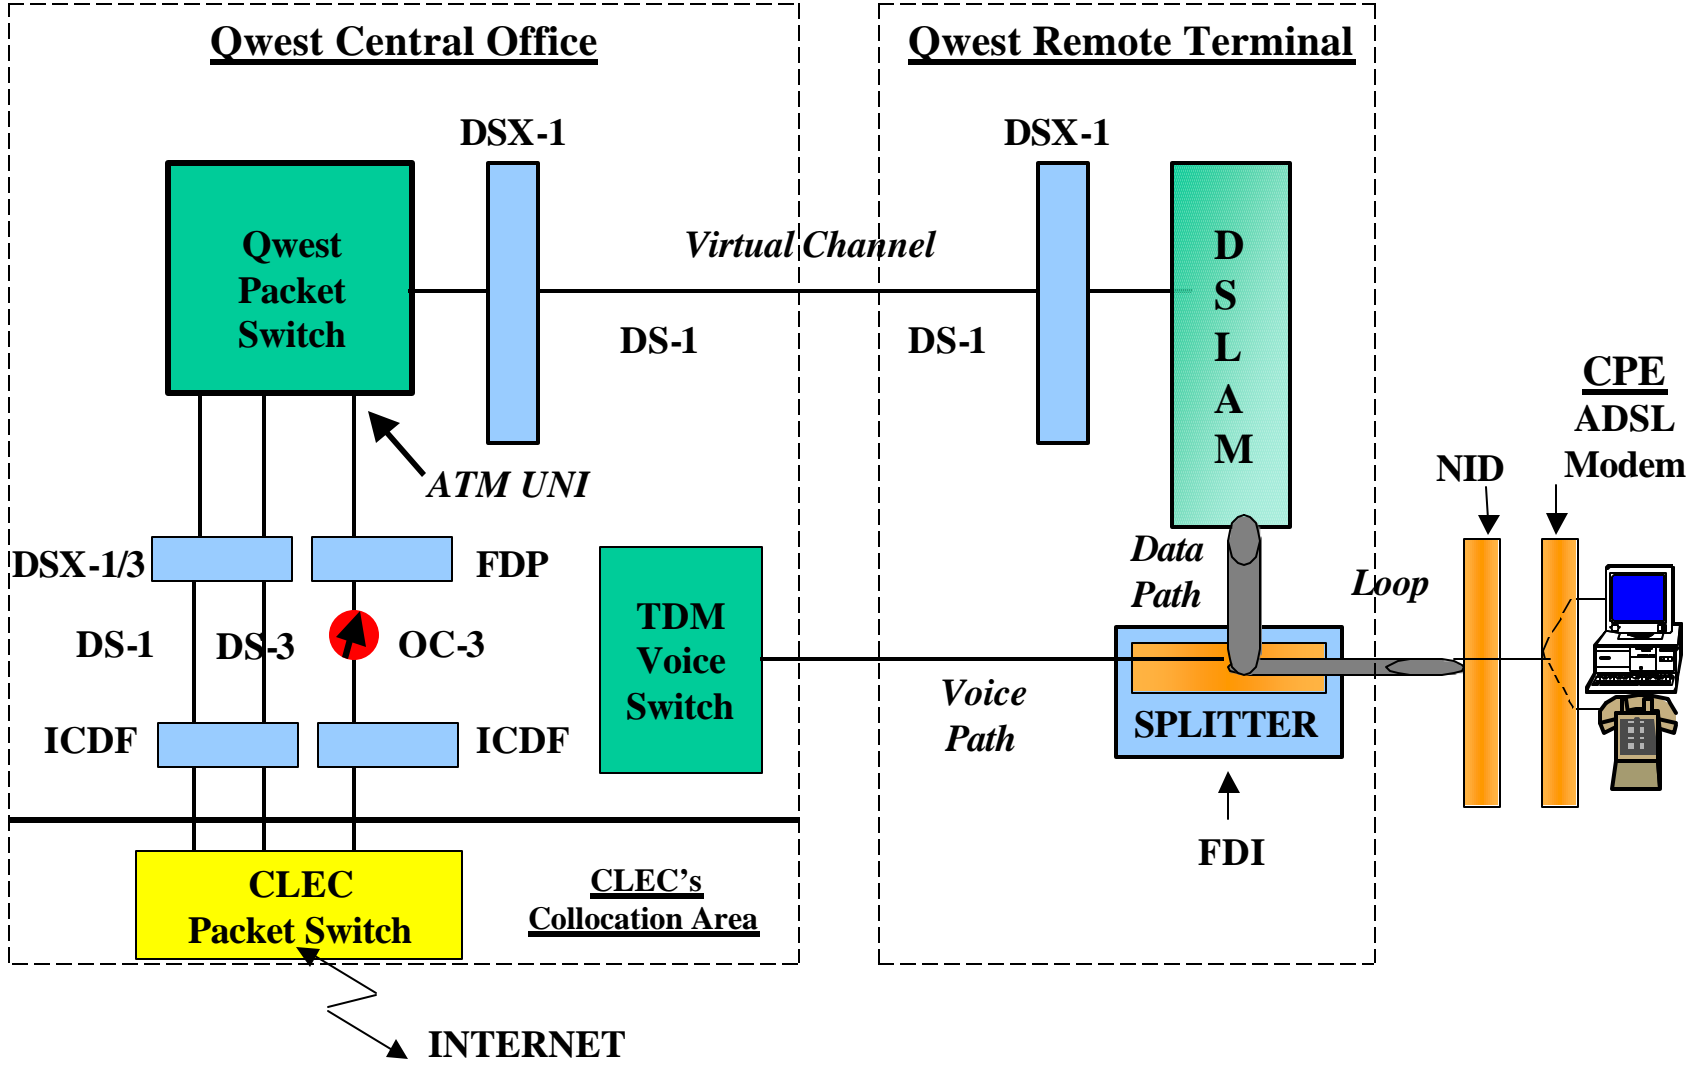 Qwest Central Office
Qwest Remote Terminal
DSX-1
DSX-1
Qwest
Packet
Switch
Virtual Channel
DS-1
DS-1
D
S
L
A
M
CPE
ADSL
Modem
NID
ATM UNI
DSX-1/3
FDP
Data
Path
Loop
TDM
Voice
Switch
DS-1
DS-3
OC-3
Voice
Path
SPLITTER
ICDF
ICDF
FDI
CLEC
Packet Switch
CLEC's
Collocation Area
INTERNET